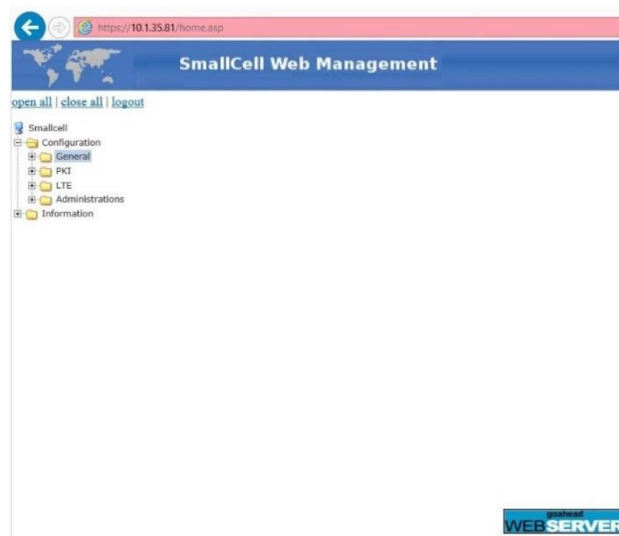 https://10.1.35.81/home.asp
SmallCell Web Management
open all | close all | logout
Smallcell
Configuration
General
PKI
LTE
Administrations
Information
goahead
WEBSERVER